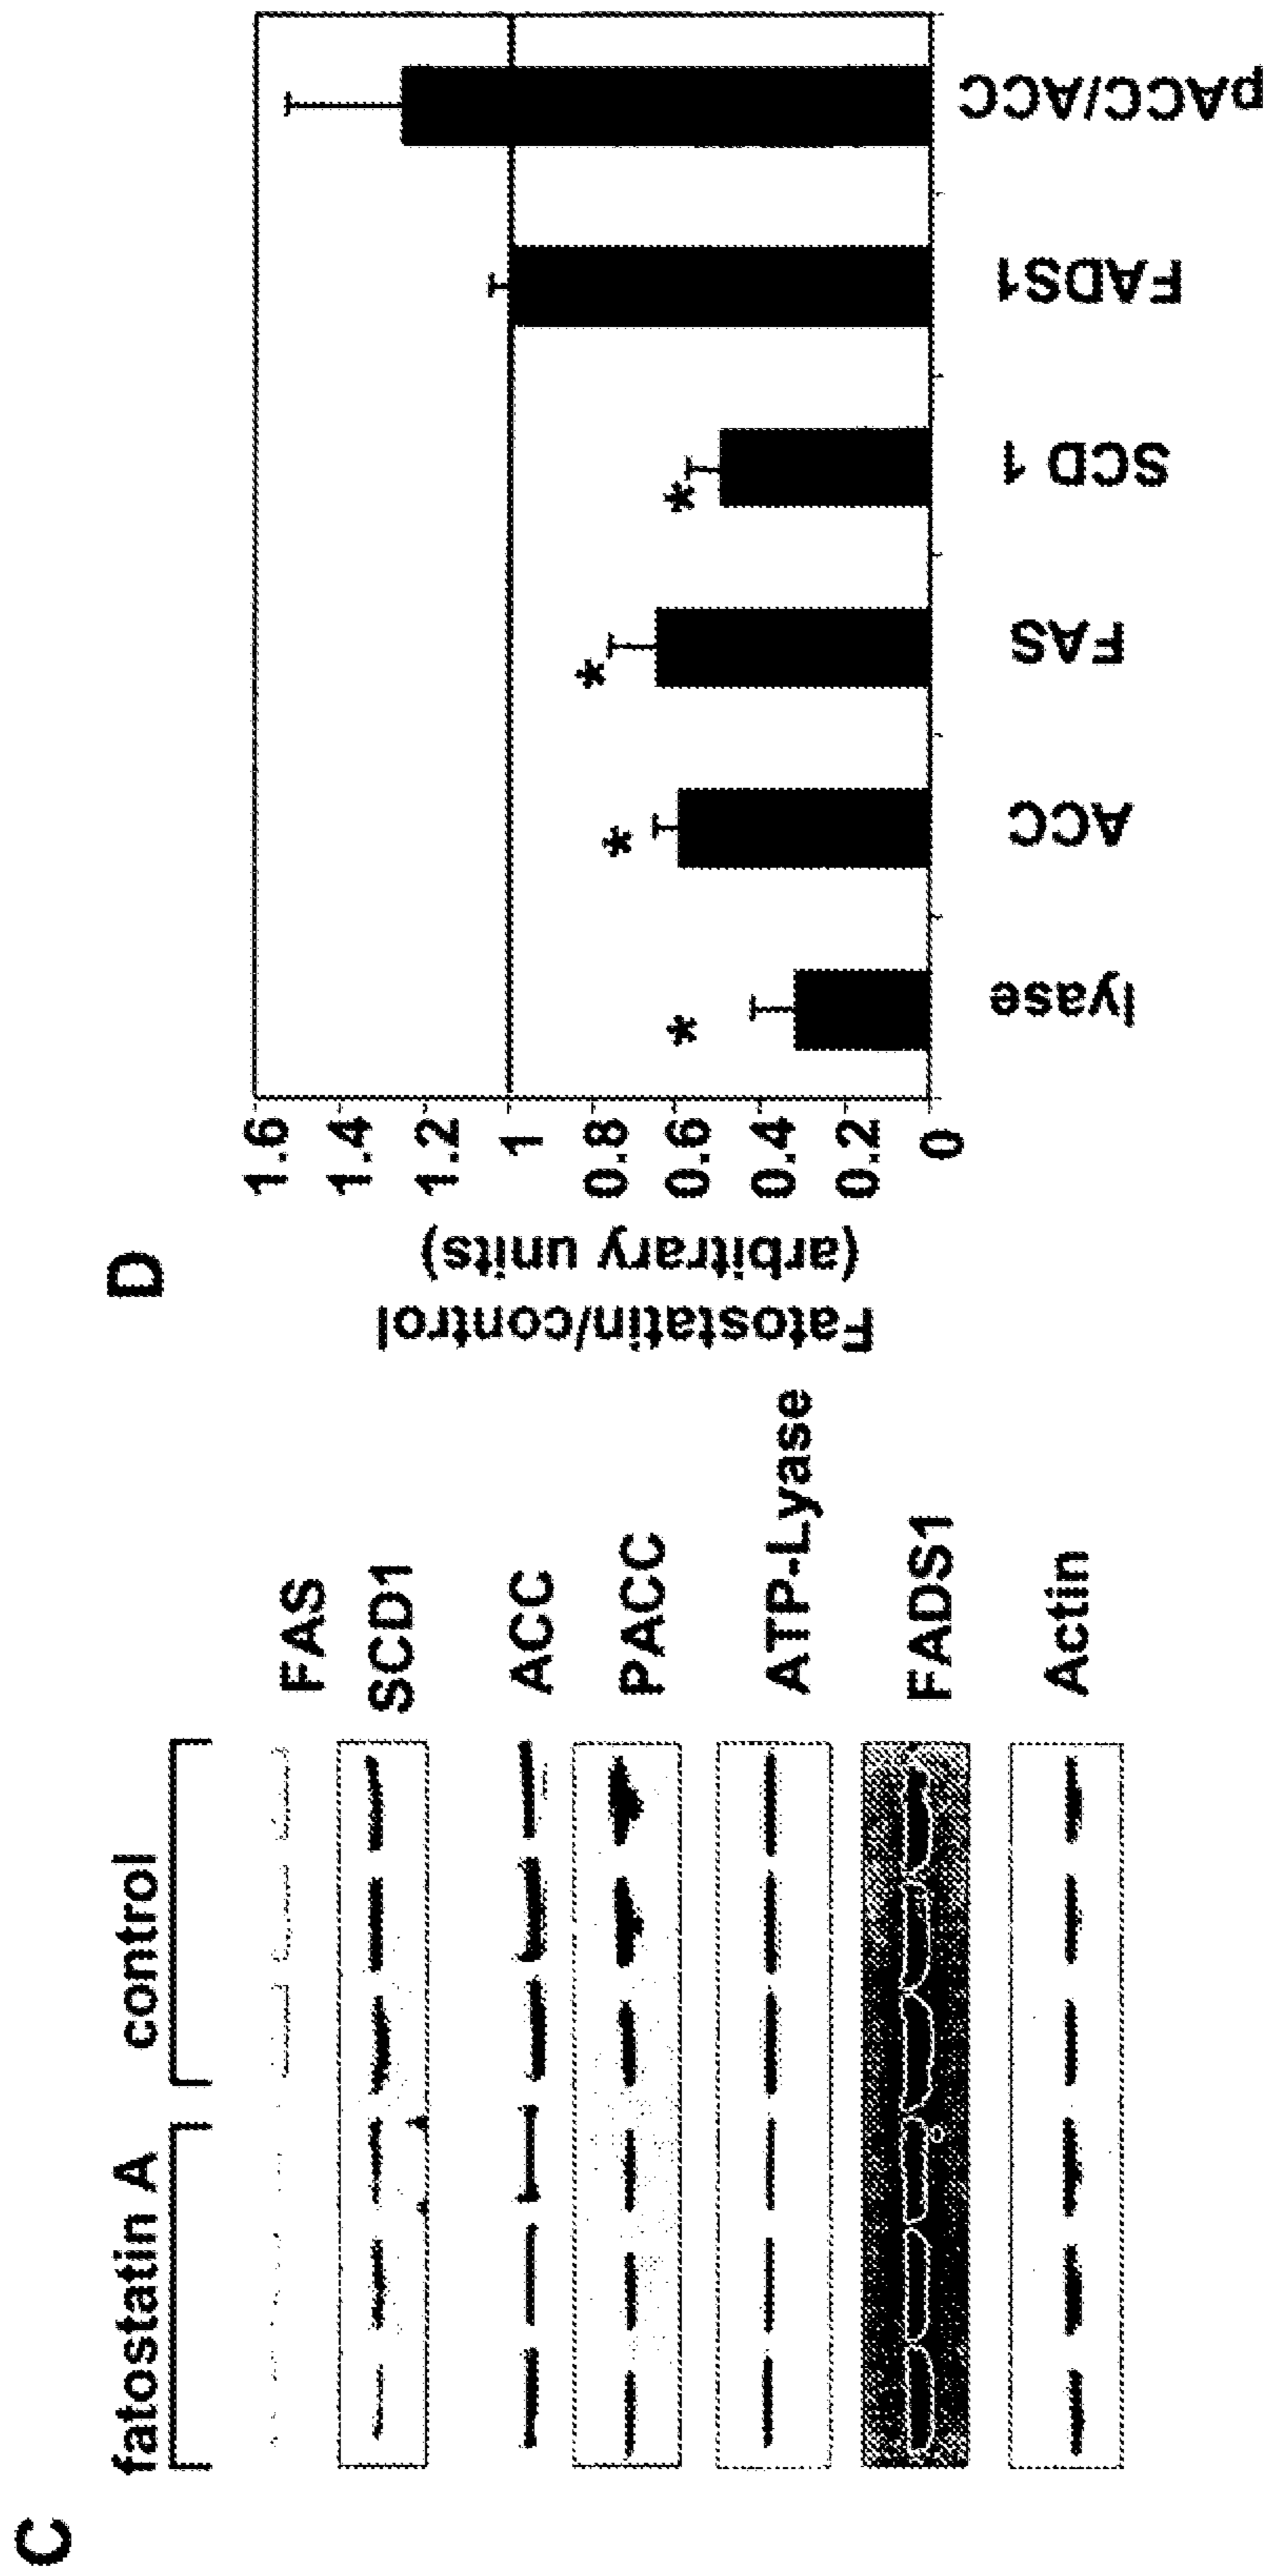 C
fatostatin A
control
FAS
SCD1
ACC
PACC
ATP-Lyase
FADS1
Actin
D
Fatostatin/control
(arbitrary units)
1.6
1.4
1.2
1
0.8
0.6
0.4
0.2
0
*
*
*
*
lyase
ACC
FAS
SCD 1
FADS1
pACC/ACC